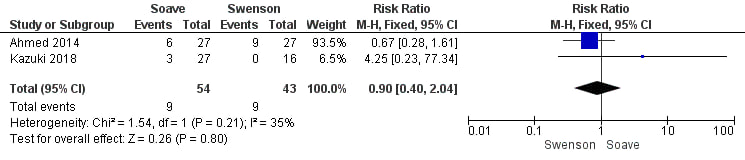 Soave Swenson Risk Ratio Risk Ratio
Study or Subgroup Events Total Events Total Weight M-H, Fixed, 95% CI M-H, Fixed, 95% CI
Ahmed 2014 6 27 9 27 93.5% 0.67 [0.28, 1.61]
Kazuki 2018 3 27 0 16 6.5% 4.25 [0.23, 77.34]
Total (95% CI) 54 43 100.0% 0.90 [0.40, 2.04]
Total events 9 9
Heterogeneity: Chi² = 1.54, df = 1 (P = 0.21); I² = 35%
Test for overall effect: Z = 0.26 (P = 0.80)
0.01 0.1 1 10 100
Swenson Soave